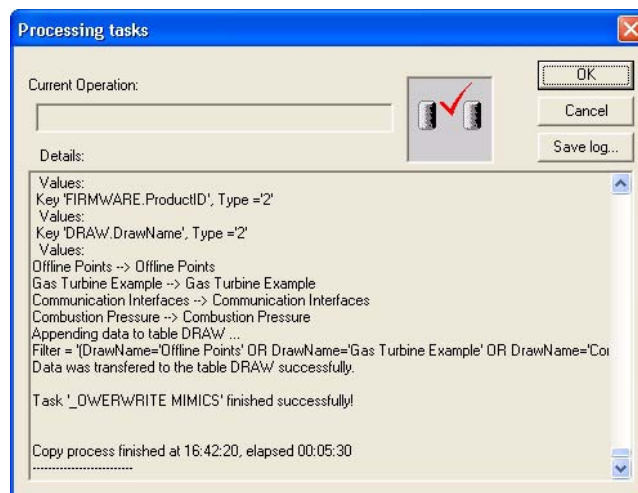 Processing tasks
Current Operation:
OK
Cancel
Save log...
Details:
Values:
Key 'FIRMWARE.ProductID', Type ='2'
Values:
Key 'DRAW.DrawName', Type ='2'
Values:
Offline Points --> Offline Points
Gas Turbine Example --> Gas Turbine Example
Communication Interfaces --> Communication Interfaces
Combustion Pressure --> Combustion Pressure
Appending data to table DRAW ...
Filter = '(DrawName='Offline Points' OR DrawName='Gas Turbine Example' OR DrawName='Co
Data was transfered to the table DRAW successfully.
Task '_OWERWRITE MIMICS' finished successfully!
Copy process finished at 16:42:20, elapsed 00:05:30
--------------------------